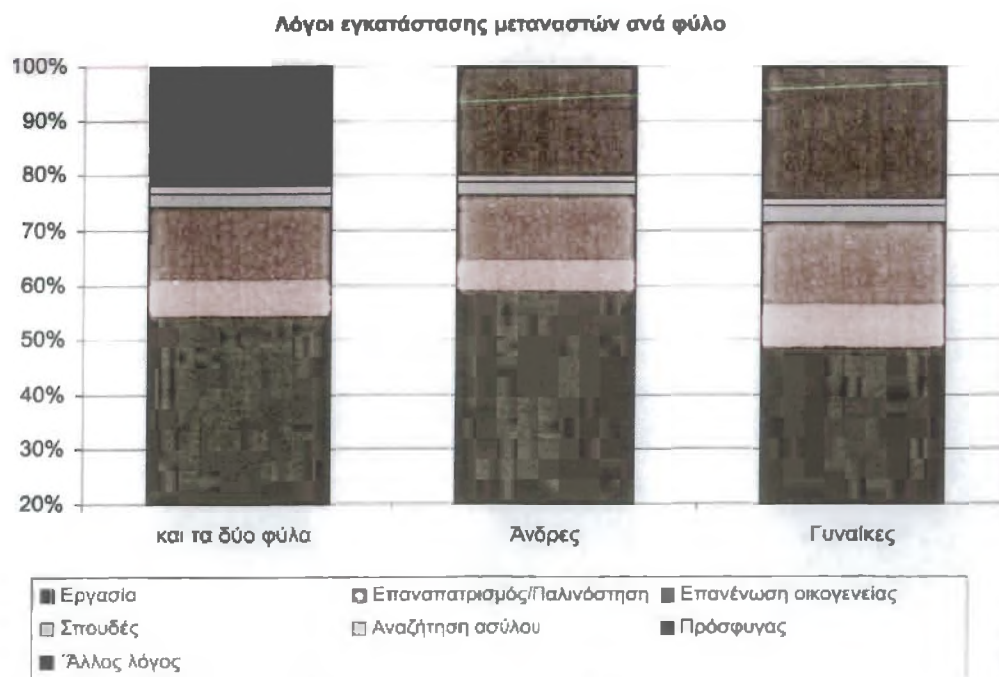 Λόγοι εγκατάστασης μεταναστών ανά φύλο
100%
90%
80%
70%
60%
50%
40%
30%
20%
και τα δύο φύλα Άνδρες Γυναίκες
Εργασία Επαναπατρισμός/Παλινόστηση Επανένωση οικογενείας
Σπουδές Αναζήτηση ασύλου Πρόσφυγας
Άλλος λόγος